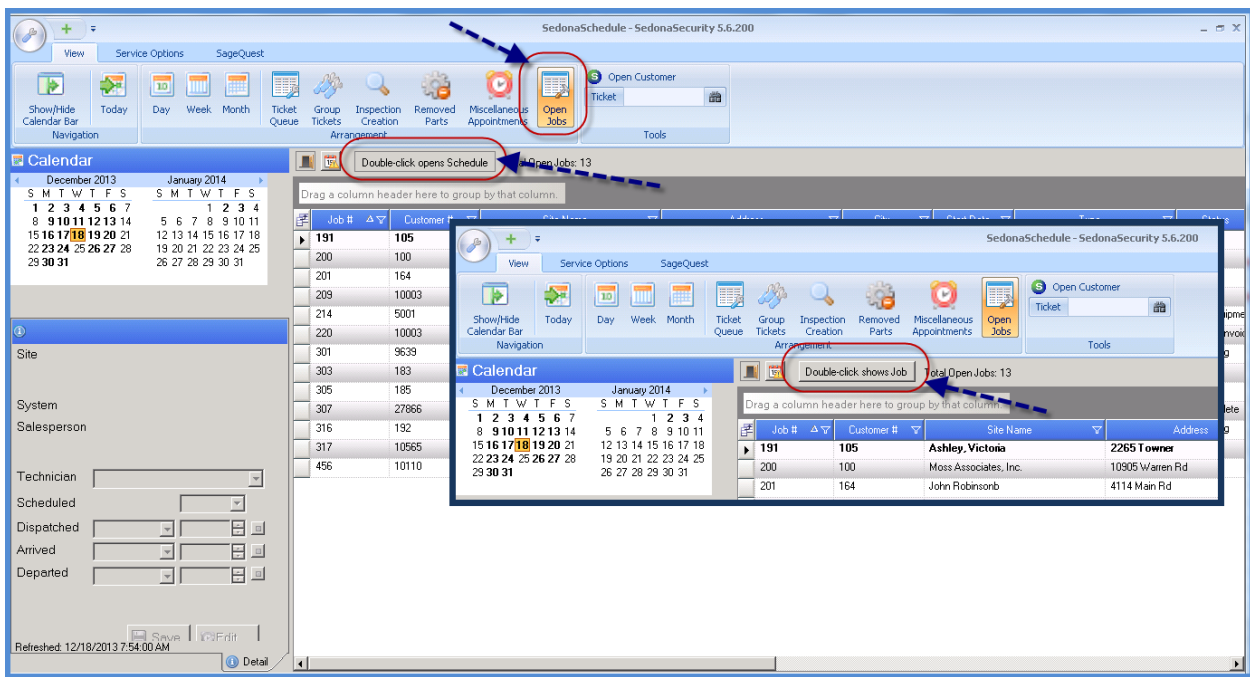 SedonaSchedule - SedonaSecurity 5.6.200
View Service Options SageQuest
Show/Hide Calendar Bar
Today
Day
Week
Month
Ticket Queue
Group Tickets
Inspection Creation
Removed Parts
Miscellaneous Appointments
Open Jobs
S Open Customer
Ticket
Navigation
Arrangement
Tools
Calendar
Double-click opens Schedule
Total Open Jobs: 13
Drag a column header here to group by that column.
December 2013 January 2014
S M T W T F S S M T W T F S
1 2 3 4 5 6 7 1 2 3 4
8 9 10 11 12 13 14 5 6 7 8 9 10 11
15 16 17 18 19 20 21 12 13 14 15 16 17 18
22 23 24 25 26 27 28 19 20 21 22 23 24 25
29 30 31 26 27 28 29 30 31
Job # Customer # Site Name Address City Start Date Type Status
191 105
200 100
201 164
209 10003
214 5001
220 10003
301 9639
303 183
305 185
307 27866
316 192
317 10565
456 10110
Site
System
Salesperson
Technician
Scheduled
Dispatched
Arrived
Departed
Save Edit
Refreshed: 12/18/2013 7:54:00 AM
Detail
SedonaSchedule - SedonaSecurity 5.6.200
View Service Options SageQuest
Show/Hide Calendar Bar
Today
Day
Week
Month
Ticket Queue
Group Tickets
Inspection Creation
Removed Parts
Miscellaneous Appointments
Open Jobs
S Open Customer
Ticket
Navigation
Arrangement
Tools
Calendar
Double-click shows Job
Total Open Jobs: 13
Drag a column header here to group by that column.
December 2013 January 2014
S M T W T F S S M T W T F S
1 2 3 4 5 6 7 1 2 3 4
8 9 10 11 12 13 14 5 6 7 8 9 10 11
15 16 17 18 19 20 21 12 13 14 15 16 17 18
22 23 24 25 26 27 28 19 20 21 22 23 24 25
29 30 31 26 27 28 29 30 31
Job # Customer # Site Name Address
191 105 Ashley, Victoria 2265 Towner
200 100 Moss Associates, Inc. 10905 Warren Rd
201 164 John Robinsonb 4114 Main Rd